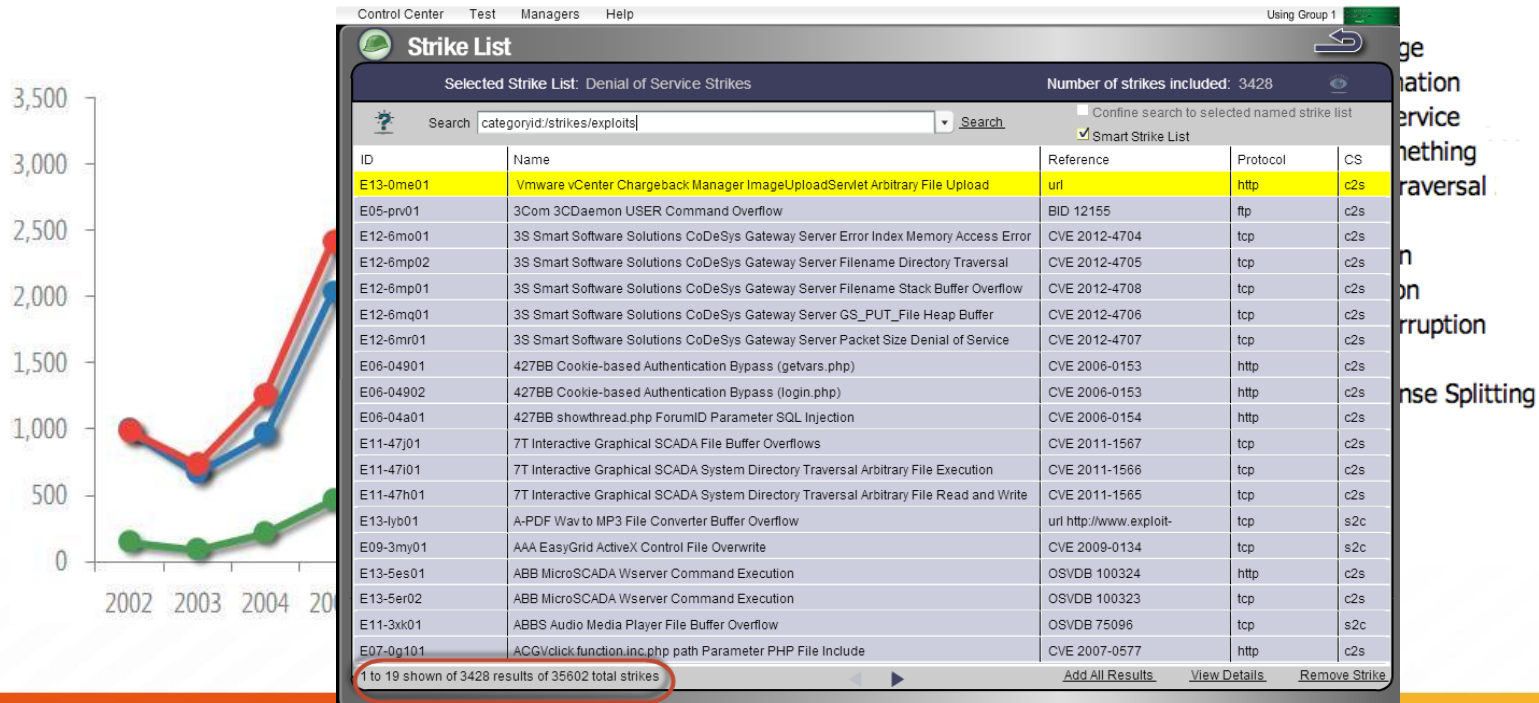 Control Center Test Managers Help Using Group 1
Strike List
Selected Strike List: Denial of Service Strikes Number of strikes included: 3428
Search categoryid:/strikes/exploits Search Confine search to selected named strike list
Smart Strike List
ID Name Reference Protocol CS
E13-0me01 Vmware vCenter Chargeback Manager ImageUploadServlet Arbitrary File Upload url http c2s
E05-prv01 3Com 3CDaemon USER Command Overflow BID 12155 ftp c2s
E12-6mo01 3S Smart Software Solutions CoDeSys Gateway Server Error Index Memory Access Error CVE 2012-4704 tcp c2s
E12-6mp02 3S Smart Software Solutions CoDeSys Gateway Server Filename Directory Traversal CVE 2012-4705 tcp c2s
E12-6mp01 3S Smart Software Solutions CoDeSys Gateway Server Filename Stack Buffer Overflow CVE 2012-4708 tcp c2s
E12-6mq01 3S Smart Software Solutions CoDeSys Gateway Server GS_PUT_File Heap Buffer CVE 2012-4706 tcp c2s
E12-6mr01 3S Smart Software Solutions CoDeSys Gateway Server Packet Size Denial of Service CVE 2012-4707 tcp c2s
E06-04901 427BB Cookie-based Authentication Bypass (getvars.php) CVE 2006-0153 http c2s
E06-04902 427BB Cookie-based Authentication Bypass (login.php) CVE 2006-0153 http c2s
E06-04a01 427BB showthread.php ForumID Parameter SQL Injection CVE 2006-0154 http c2s
E11-47j01 7T Interactive Graphical SCADA File Buffer Overflows CVE 2011-1567 tcp c2s
E11-47i01 7T Interactive Graphical SCADA System Directory Traversal Arbitrary File Execution CVE 2011-1566 tcp c2s
E11-47h01 7T Interactive Graphical SCADA System Directory Traversal Arbitrary File Read and Write CVE 2011-1565 tcp c2s
E13-lyb01 A-PDF Wav to MP3 File Converter Buffer Overflow url http://www.exploit- tcp s2c
E09-3my01 AAA EasyGrid ActiveX Control File Overwrite CVE 2009-0134 tcp s2c
E13-5es01 ABB MicroSCADA Wserver Command Execution OSVDB 100324 http c2s
E13-5er02 ABB MicroSCADA Wserver Command Execution OSVDB 100323 tcp c2s
E11-3xk01 ABBS Audio Media Player File Buffer Overflow OSVDB 75096 tcp s2c
E07-0g101 ACGVclick function.inc.php path Parameter PHP File Include CVE 2007-0577 http c2s
1 to 19 shown of 3428 results of 35602 total strikes Add All Results View Details Remove Strike
3,500
3,000
2,500
2,000
1,500
1,000
500
0
2002 2003 2004 20
ge
ation
ervice
nething
raversal
n
on
rruption
nse Splitting